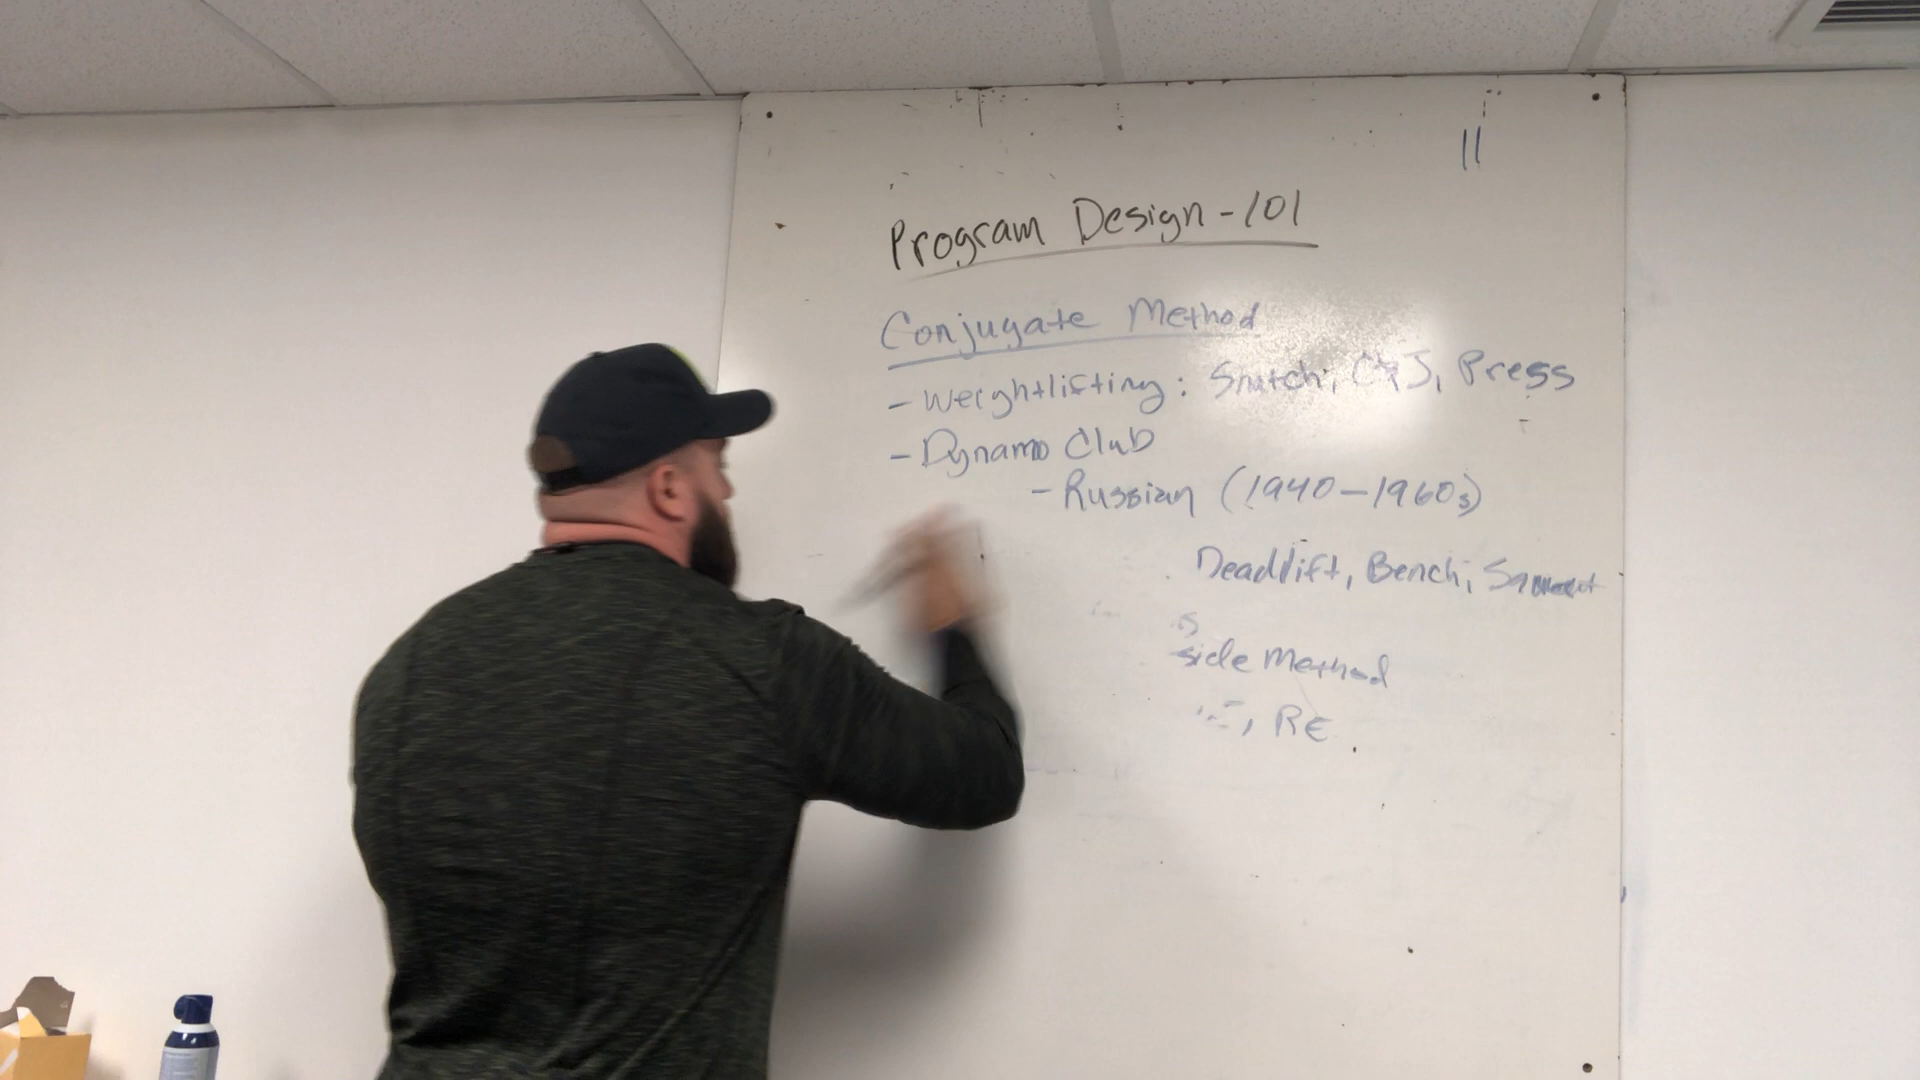 11
Program Design - 101
Conjugate Method
- Weightlifting: Snatch, C&J, Press
- Dynamo Club
- Russian (1940-1960s)
Deadlift, Bench, Squat
side Method
RE